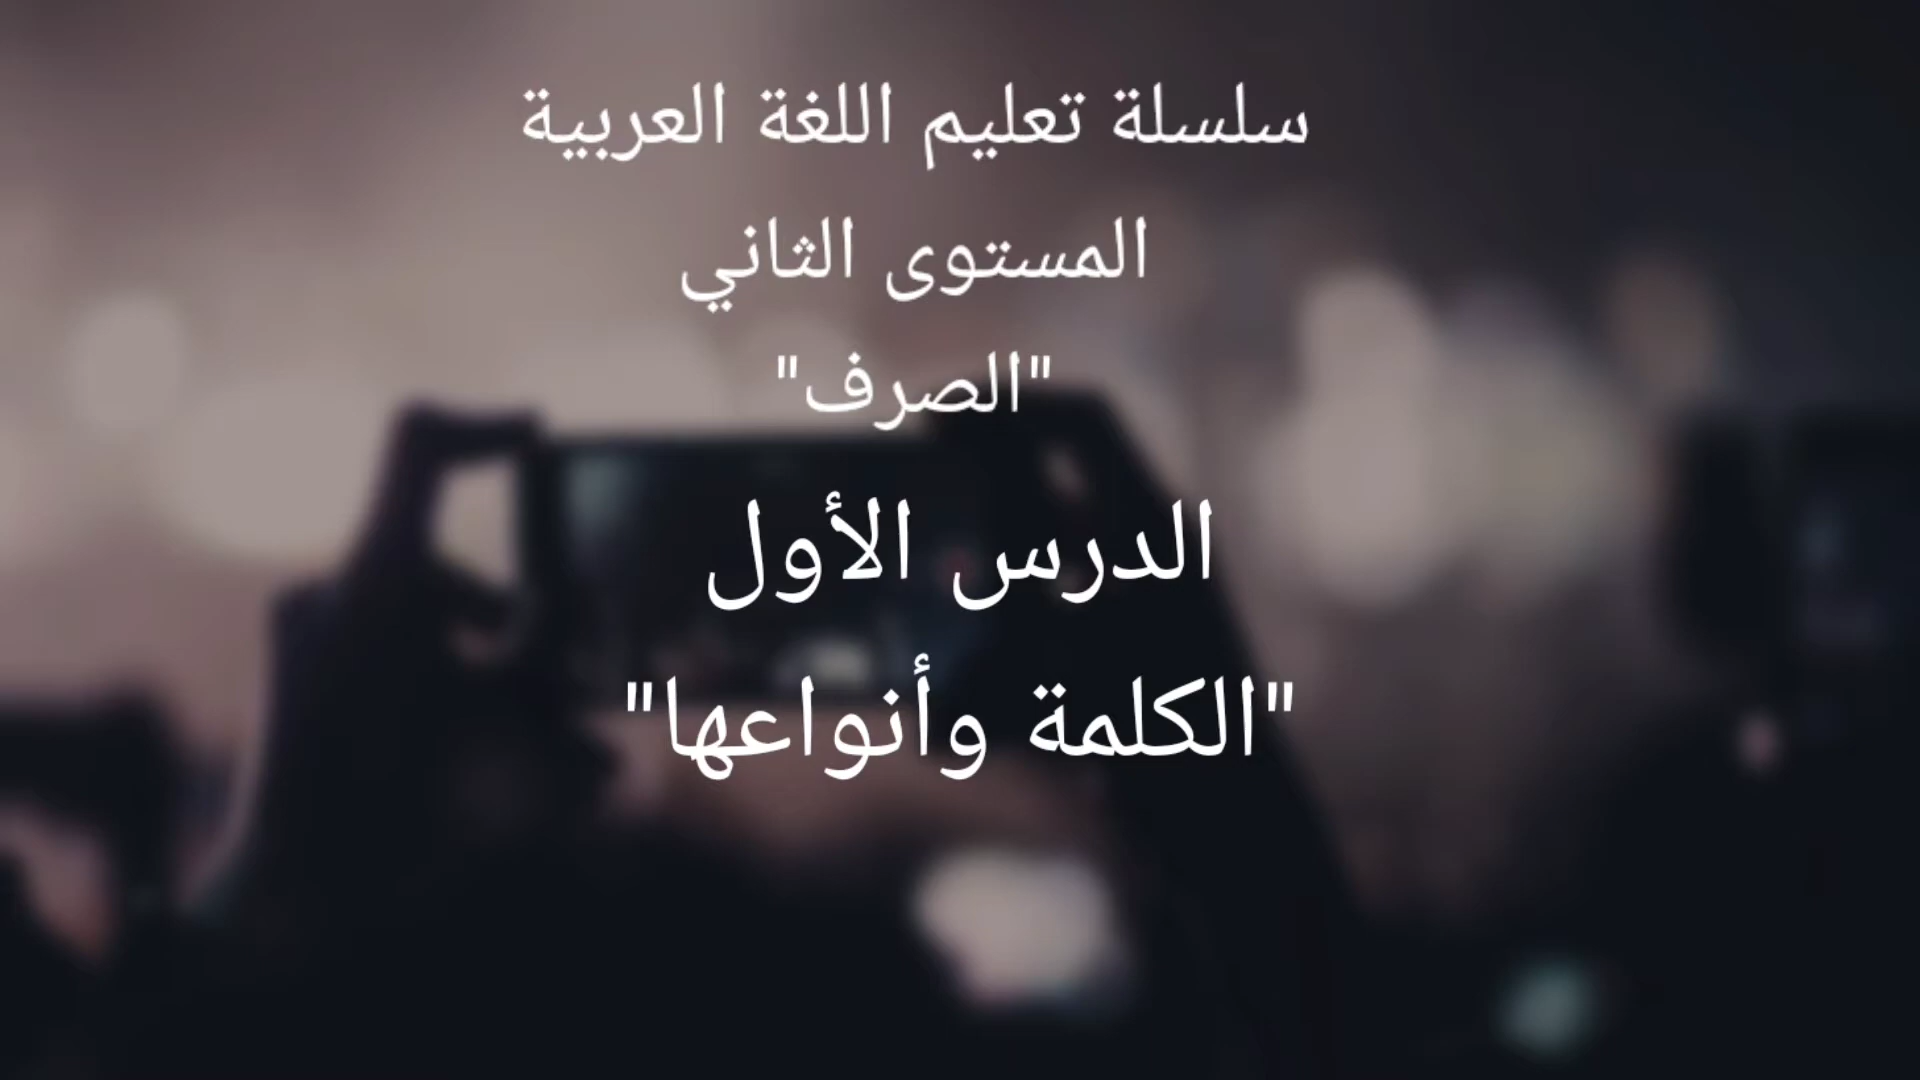 سلسلة تعليم اللغة العربية
المستوى الثاني
"الصرف"
الدرس الأول
"الكلمة وأنواعها"